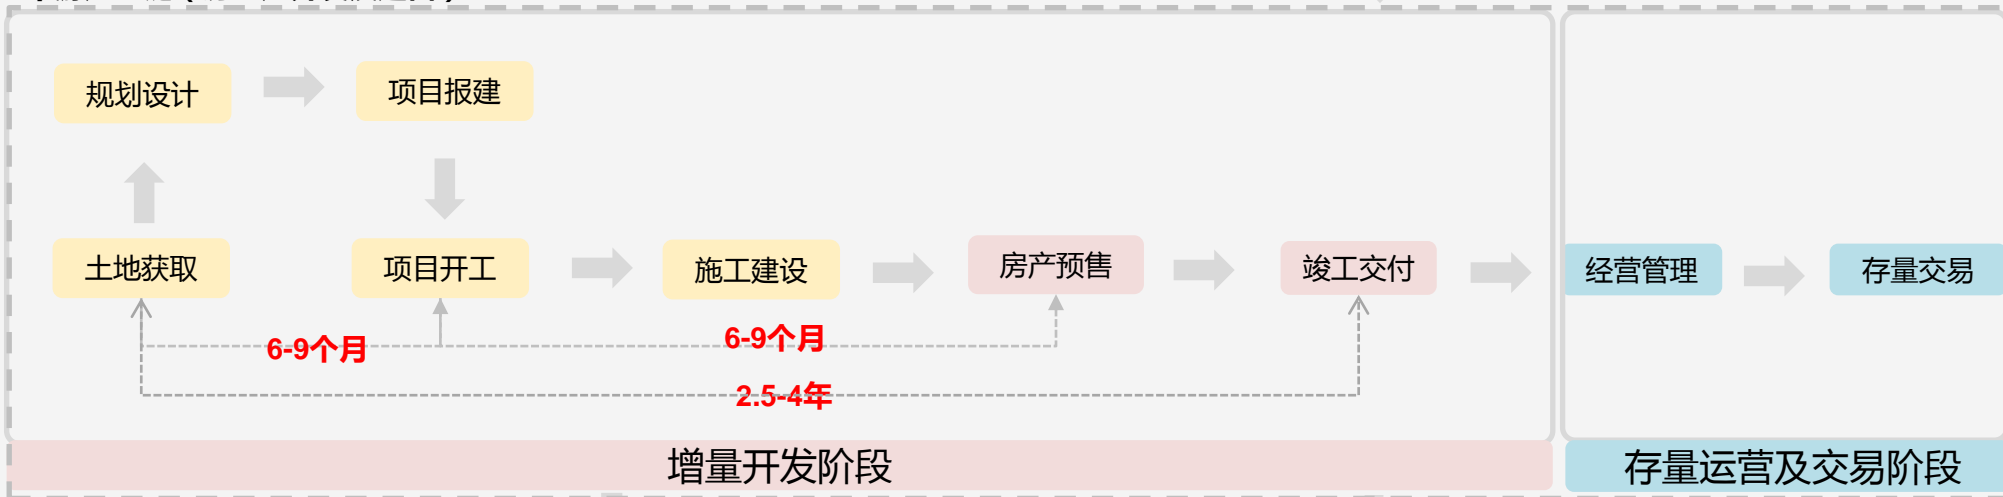 规划设计
项目报建
土地获取
项目开工
施工建设
房产预售
竣工交付
经营管理
存量交易
6-9个月
6-9个月
2.5-4年
增量开发阶段
存量运营及交易阶段